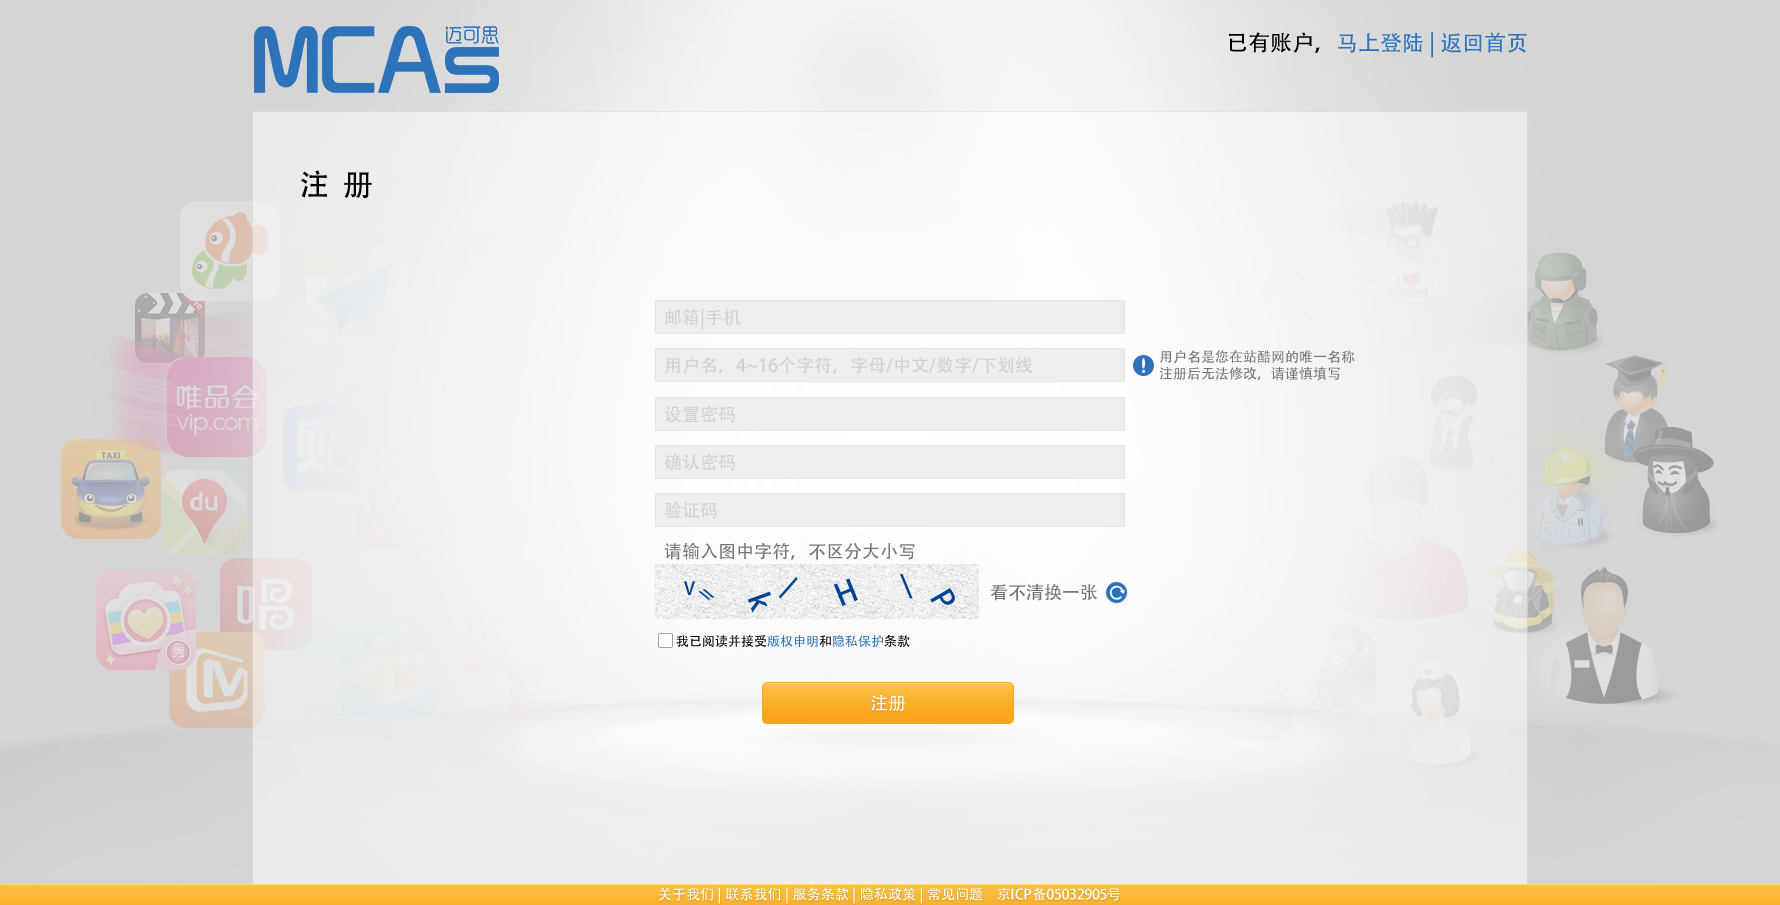 MCAs 迈可思
已有账户，马上登陆 | 返回首页
注 册
邮箱|手机
用户名，4~16个字符，字母/中文/数字/下划线
用户名是您在站酷网的唯一名称
注册后无法修改，请谨慎填写
设置密码
确认密码
验证码
请输入图中字符，不区分大小写
V K H P
看不清换一张
我已阅读并接受版权申明和隐私保护条款
注册
唯品会
vip.com
TAXI
du
贴
唱
秀
关于我们 | 联系我们 | 服务条款 | 隐私政策 | 常见问题 京ICP备05032905号